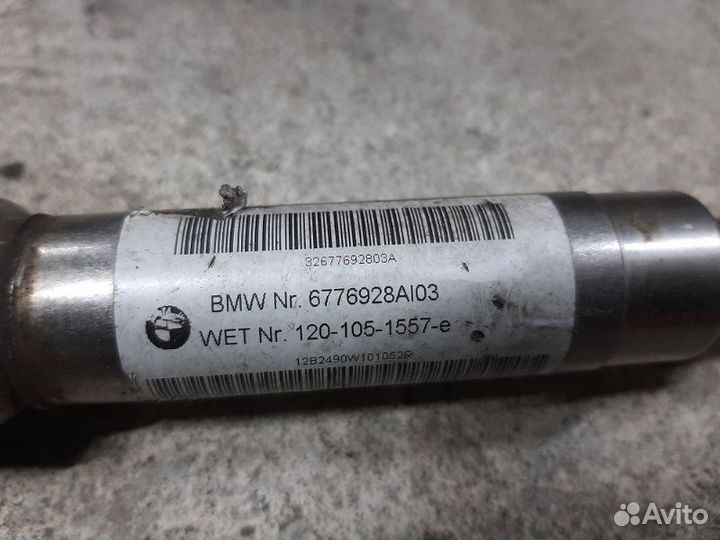 32677692803A
BMW Nr. 6776928AI03
WET Nr. 120-105-1557-e
12B2490W101052R
Avito